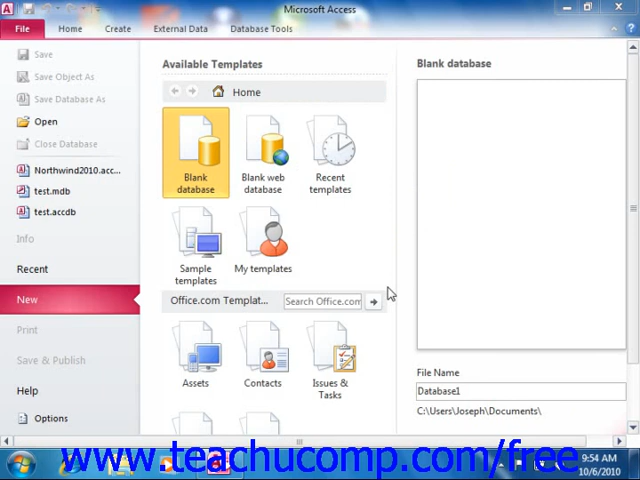 Microsoft Access
File Home Create External Data Database Tools
Save
Save Object As
Save Database As
Open
Close Database
Northwind2010.acc...
test.mdb
test.accdb
Info
Recent
New
Print
Save & Publish
Help
Options
Available Templates
Home
Blank database
Blank web database
Recent templates
Sample templates
My templates
Office.com Templat...
Search Office.com
Assets
Contacts
Issues & Tasks
Blank database
File Name
Database1
C:\Users\Joseph\Documents\
www.teachucomp.com/free
9:54 AM
10/6/2010